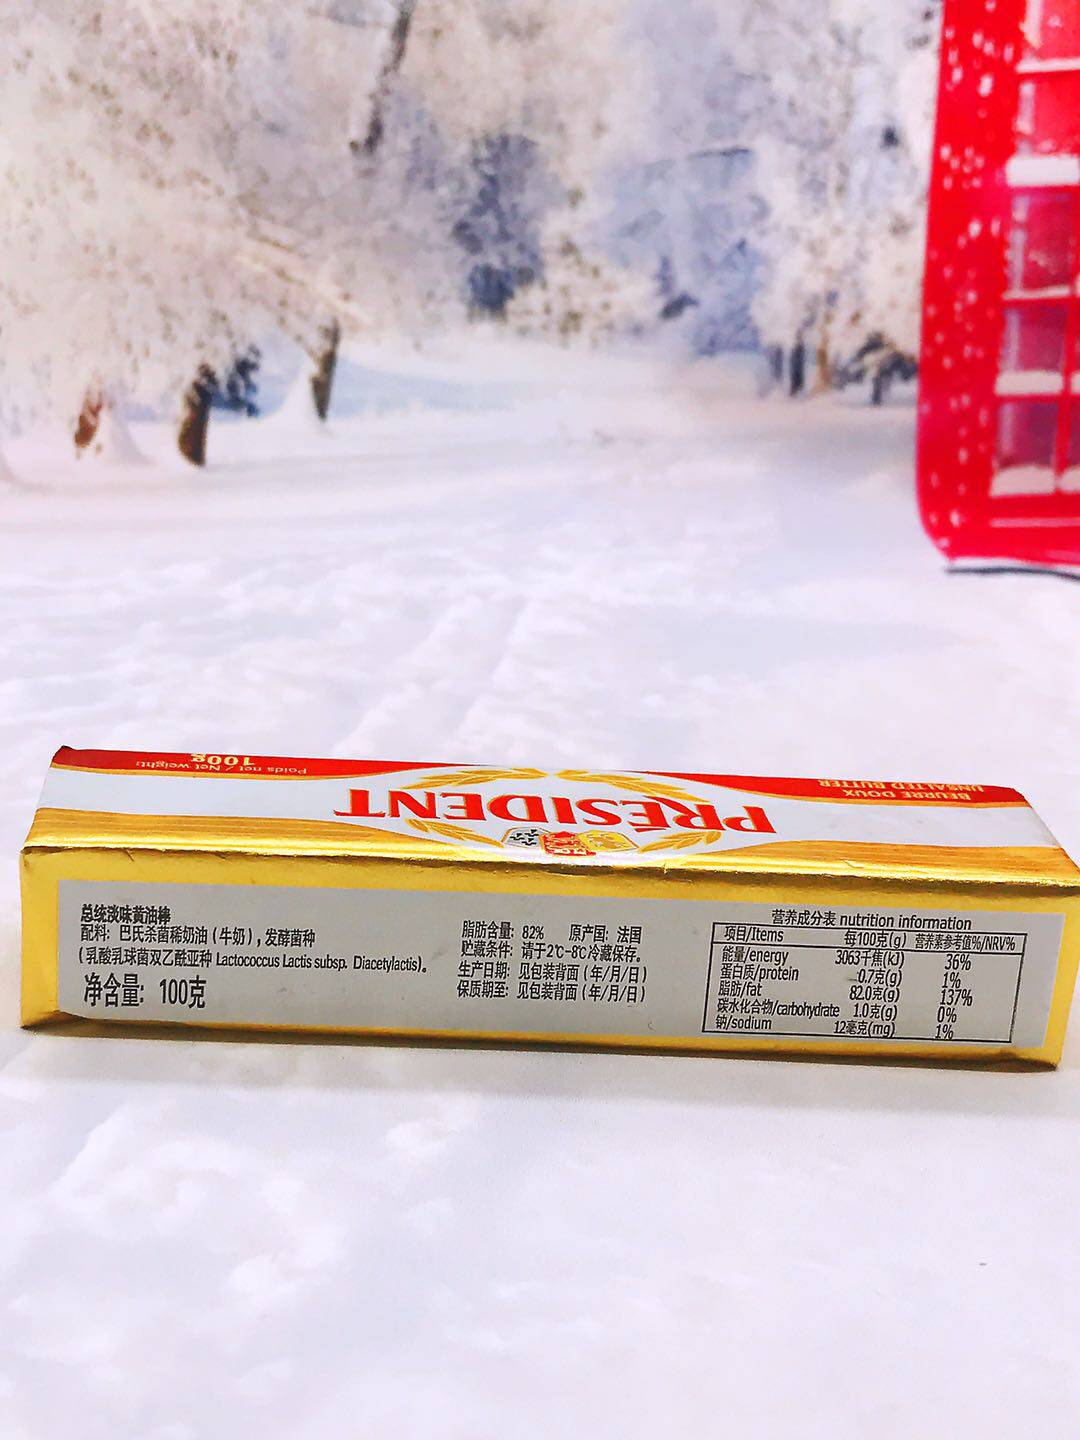 Poids net / Net weight:
100g
PRÉSIDENT
BEURRE DOUX
UNSALTED BUTTER
总统淡味黄油棒
配料: 巴氏杀菌稀奶油 (牛奶), 发酵菌种
(乳酸乳球菌双乙酰亚种 Lactococcus Lactis subsp. Diacetylactis)。
净含量: 100克
脂肪含量: 82% 原产国: 法国
贮藏条件: 请于2℃-8℃冷藏保存。
生产日期: 见包装背面 (年/月/日)
保质期至: 见包装背面 (年/月/日)
营养成分表 nutrition information
项目/Items 每100克(g) 营养素参考值%/NRV%
能量/energy 3063千焦(kJ) 36%
蛋白质/protein 0.7克(g) 1%
脂肪/fat 82.0克(g) 137%
碳水化合物/carbohydrate 1.0克(g) 0%
钠/sodium 12毫克(mg) 1%